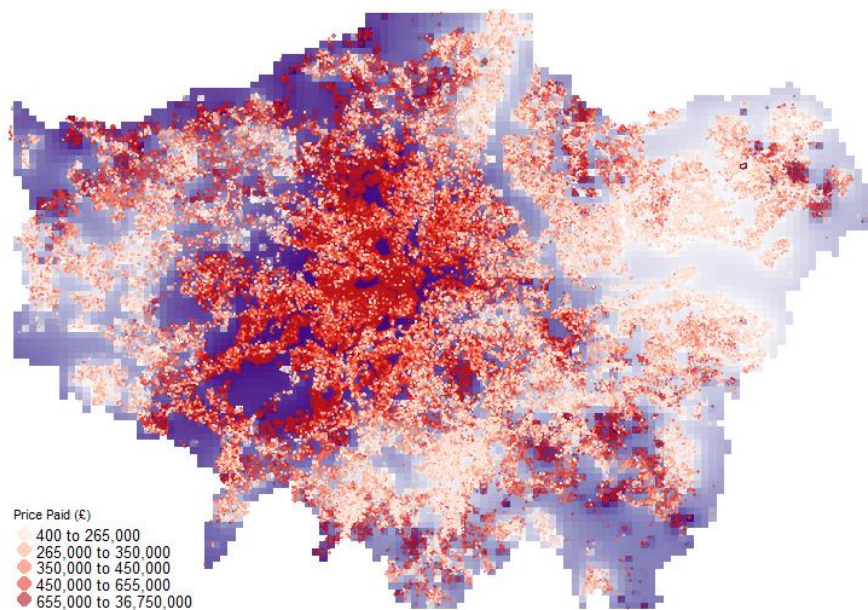 Price Paid (£)
400 to 265,000
265,000 to 350,000
350,000 to 450,000
450,000 to 655,000
655,000 to 36,750,000